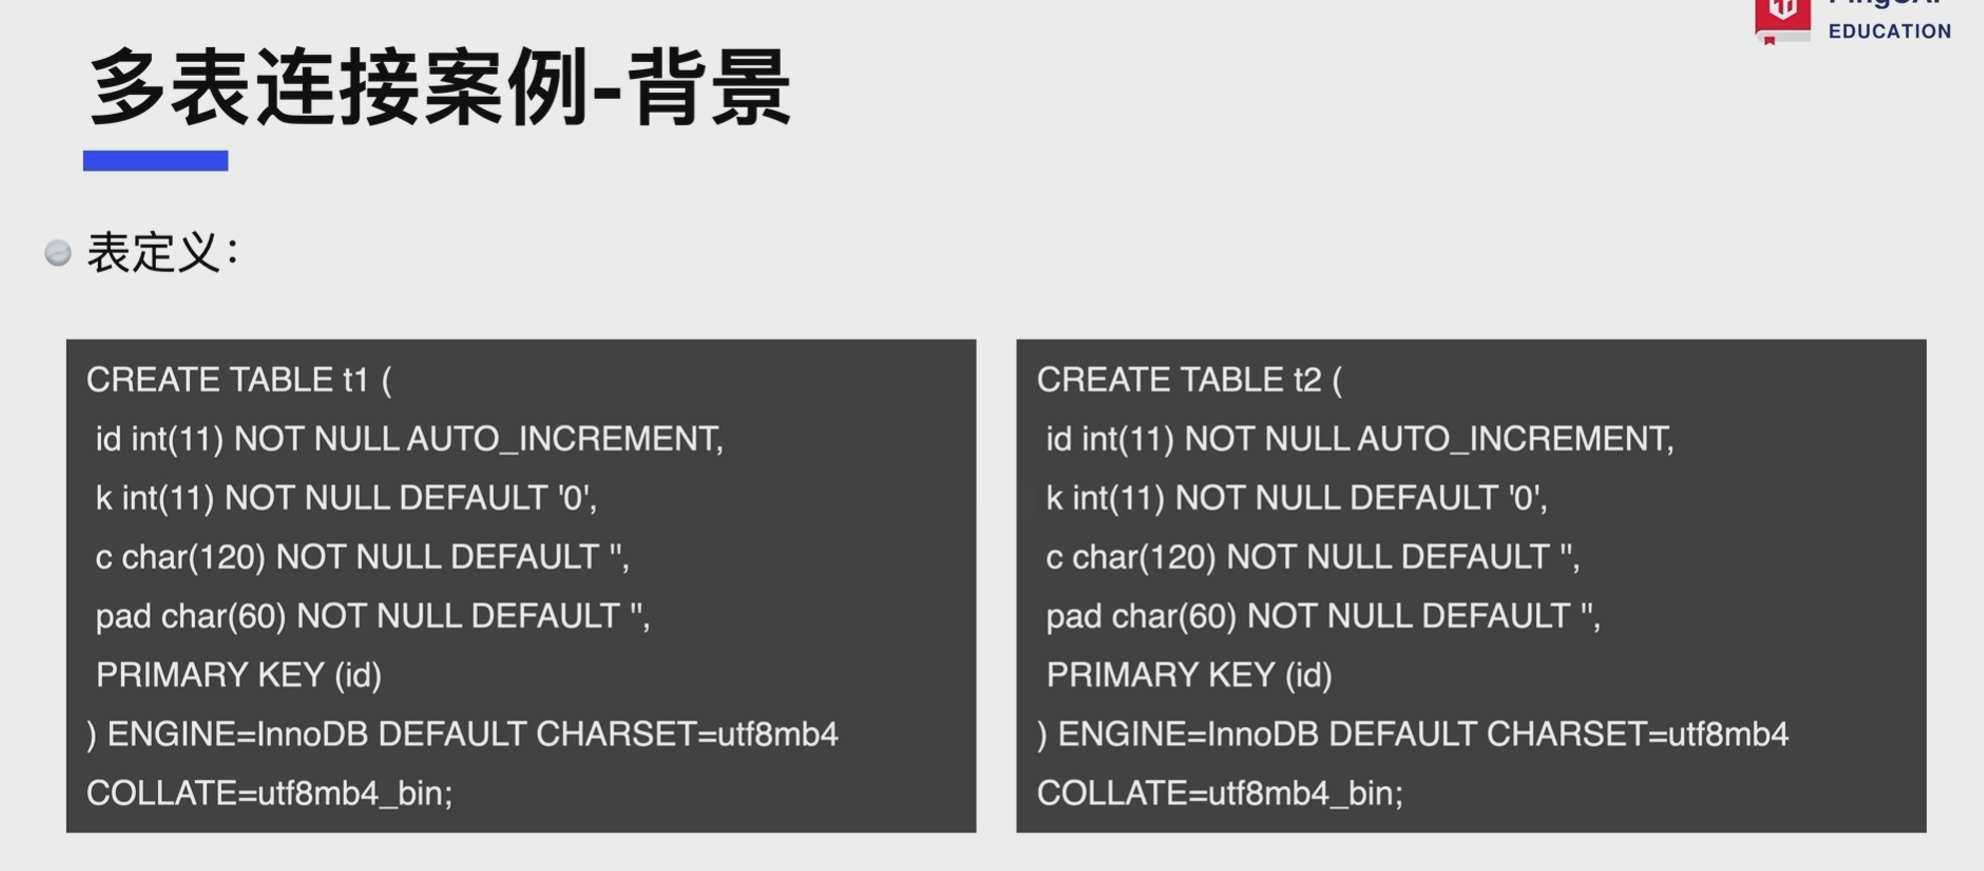 EDUCATION
多表连接案例-背景
表定义：
CREATE TABLE t1 (
id int(11) NOT NULL AUTO_INCREMENT,
k int(11) NOT NULL DEFAULT '0',
c char(120) NOT NULL DEFAULT '',
pad char(60) NOT NULL DEFAULT '',
PRIMARY KEY (id)
) ENGINE=InnoDB DEFAULT CHARSET=utf8mb4
COLLATE=utf8mb4_bin;
CREATE TABLE t2 (
id int(11) NOT NULL AUTO_INCREMENT,
k int(11) NOT NULL DEFAULT '0',
c char(120) NOT NULL DEFAULT '',
pad char(60) NOT NULL DEFAULT '',
PRIMARY KEY (id)
) ENGINE=InnoDB DEFAULT CHARSET=utf8mb4
COLLATE=utf8mb4_bin;